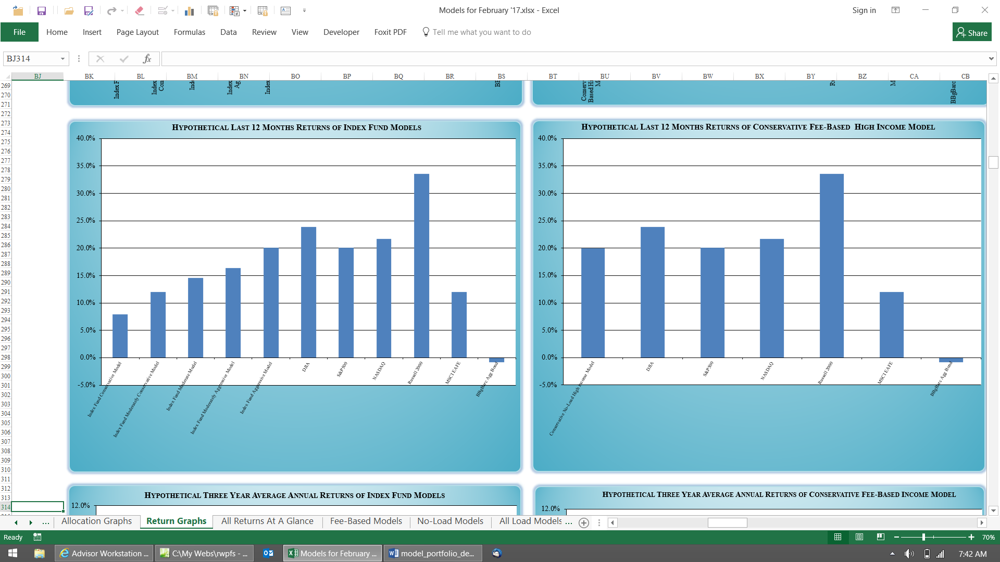 Models for February '17.xlsx - Excel
Sign in
File Home Insert Page Layout Formulas Data Review View Developer Foxit PDF Tell me what you want to do Share
BJ314 fx
BJ BK BL BM BN BO BP BQ BR BS BT BU BV BW BX BY BZ CA CB
269
270
271
272
273
274
275
276
277
278
279
280
281
282
283
284
285
286
287
288
289
290
291
292
293
294
295
296
297
298
299
300
301
302
303
304
305
306
307
308
309
310
311
312
313
314
Index F
Index
Con
Ind
Index
Ag
Index
BI
Conserv
Based Hi
M
Ru
M
BBgBarc
HYPOTHETICAL LAST 12 MONTHS RETURNS OF INDEX FUND MODELS
40.0%
35.0%
30.0%
25.0%
20.0%
15.0%
10.0%
5.0%
0.0%
-5.0%
Index Fund Conservative Model
Index Fund Moderately Conservative Model
Index Fund Moderate Model
Index Fund Moderately Aggressive Model
Index Fund Aggressive Model
DJIA
S&P 500
NASDAQ
Russell 2000
MSCI EAFE
BBgBarc Agg Bond
HYPOTHETICAL LAST 12 MONTHS RETURNS OF CONSERVATIVE FEE-BASED HIGH INCOME MODEL
40.0%
35.0%
30.0%
25.0%
20.0%
15.0%
10.0%
5.0%
0.0%
-5.0%
Conservative No-Load High Income Model
DJIA
S&P 500
NASDAQ
Russell 2000
MSCI EAFE
BBgBarc Agg Bond
HYPOTHETICAL THREE YEAR AVERAGE ANNUAL RETURNS OF INDEX FUND MODELS
12.0%
HYPOTHETICAL THREE YEAR AVERAGE ANNUAL RETURNS OF CONSERVATIVE FEE-BASED INCOME MODEL
12.0%
... Allocation Graphs Return Graphs All Returns At A Glance Fee-Based Models No-Load Models All Load Models ...
Ready 70%
Advisor Workstation ... C:\My Webs\rwpfs - ... Models for February ... model_portfolio_de... 7:42 AM